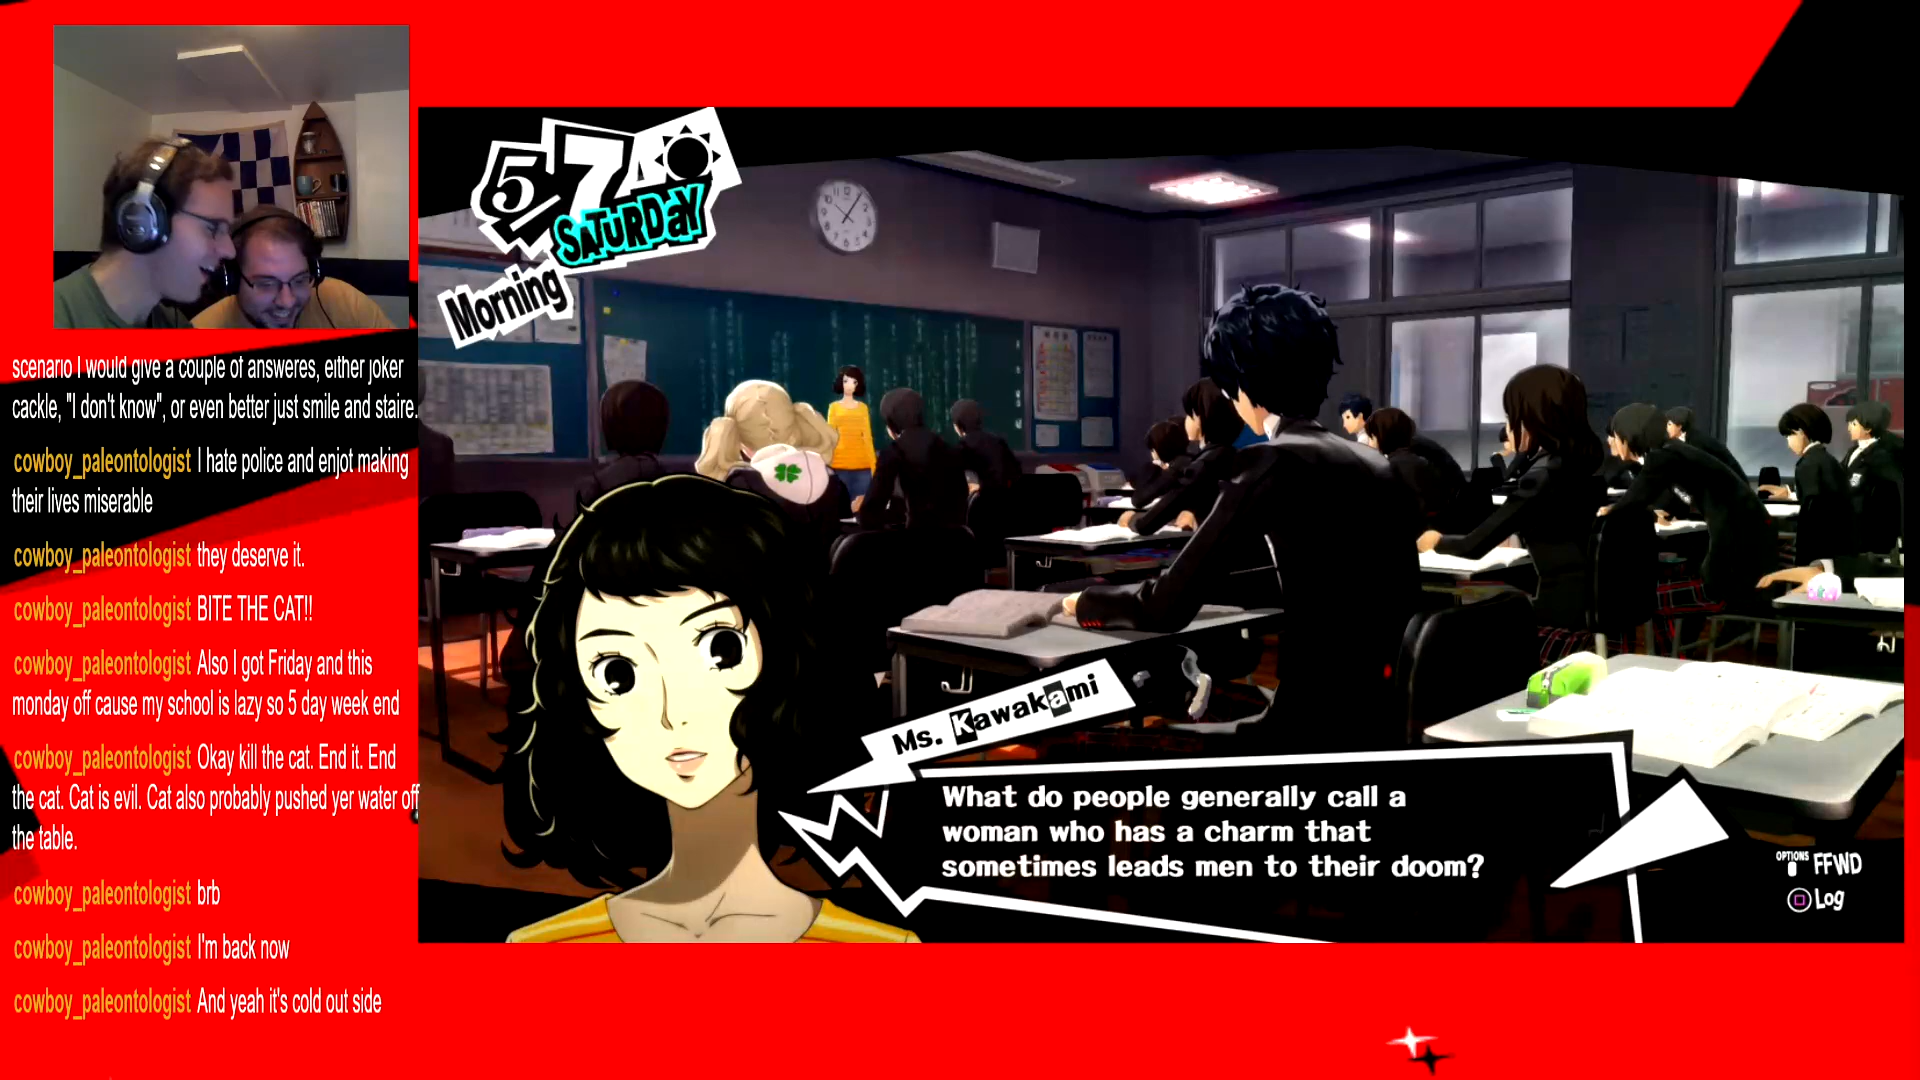 5/7
SATURDAY
Morning
scenario I would give a couple of answeres, either joker
cackle, "I don't know", or even better just smile and staire.
cowboy_paleontologist I hate police and enjot making
their lives miserable
cowboy_paleontologist they deserve it.
cowboy_paleontologist BITE THE CAT!!
cowboy_paleontologist Also I got Friday and this
monday off cause my school is lazy so 5 day week end
cowboy_paleontologist Okay kill the cat. End it. End
the cat. Cat is evil. Cat also probably pushed yer water off
the table.
cowboy_paleontologist brb
cowboy_paleontologist I'm back now
cowboy_paleontologist And yeah it's cold out side
Ms. Kawakami
What do people generally call a
woman who has a charm that
sometimes leads men to their doom?
OPTIONS FFWD
Log